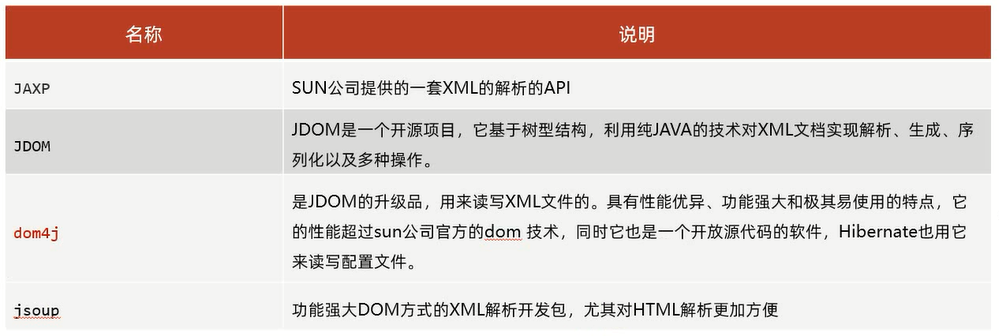 名称 说明
JAXP SUN公司提供的一套XML的解析的API
JDOM JDOM是一个开源项目，它基于树型结构，利用纯JAVA的技术对XML文档实现解析、生成、序
列化以及多种操作。
是JDOM的升级品，用来读写XML文件的。具有性能优异、功能强大和极其易使用的特点，它
dom4j 的性能超过sun公司官方的dom 技术，同时它也是一个开放源代码的软件，Hibernate也用它
来读写配置文件。
jsoup 功能强大DOM方式的XML解析开发包，尤其对HTML解析更加方便